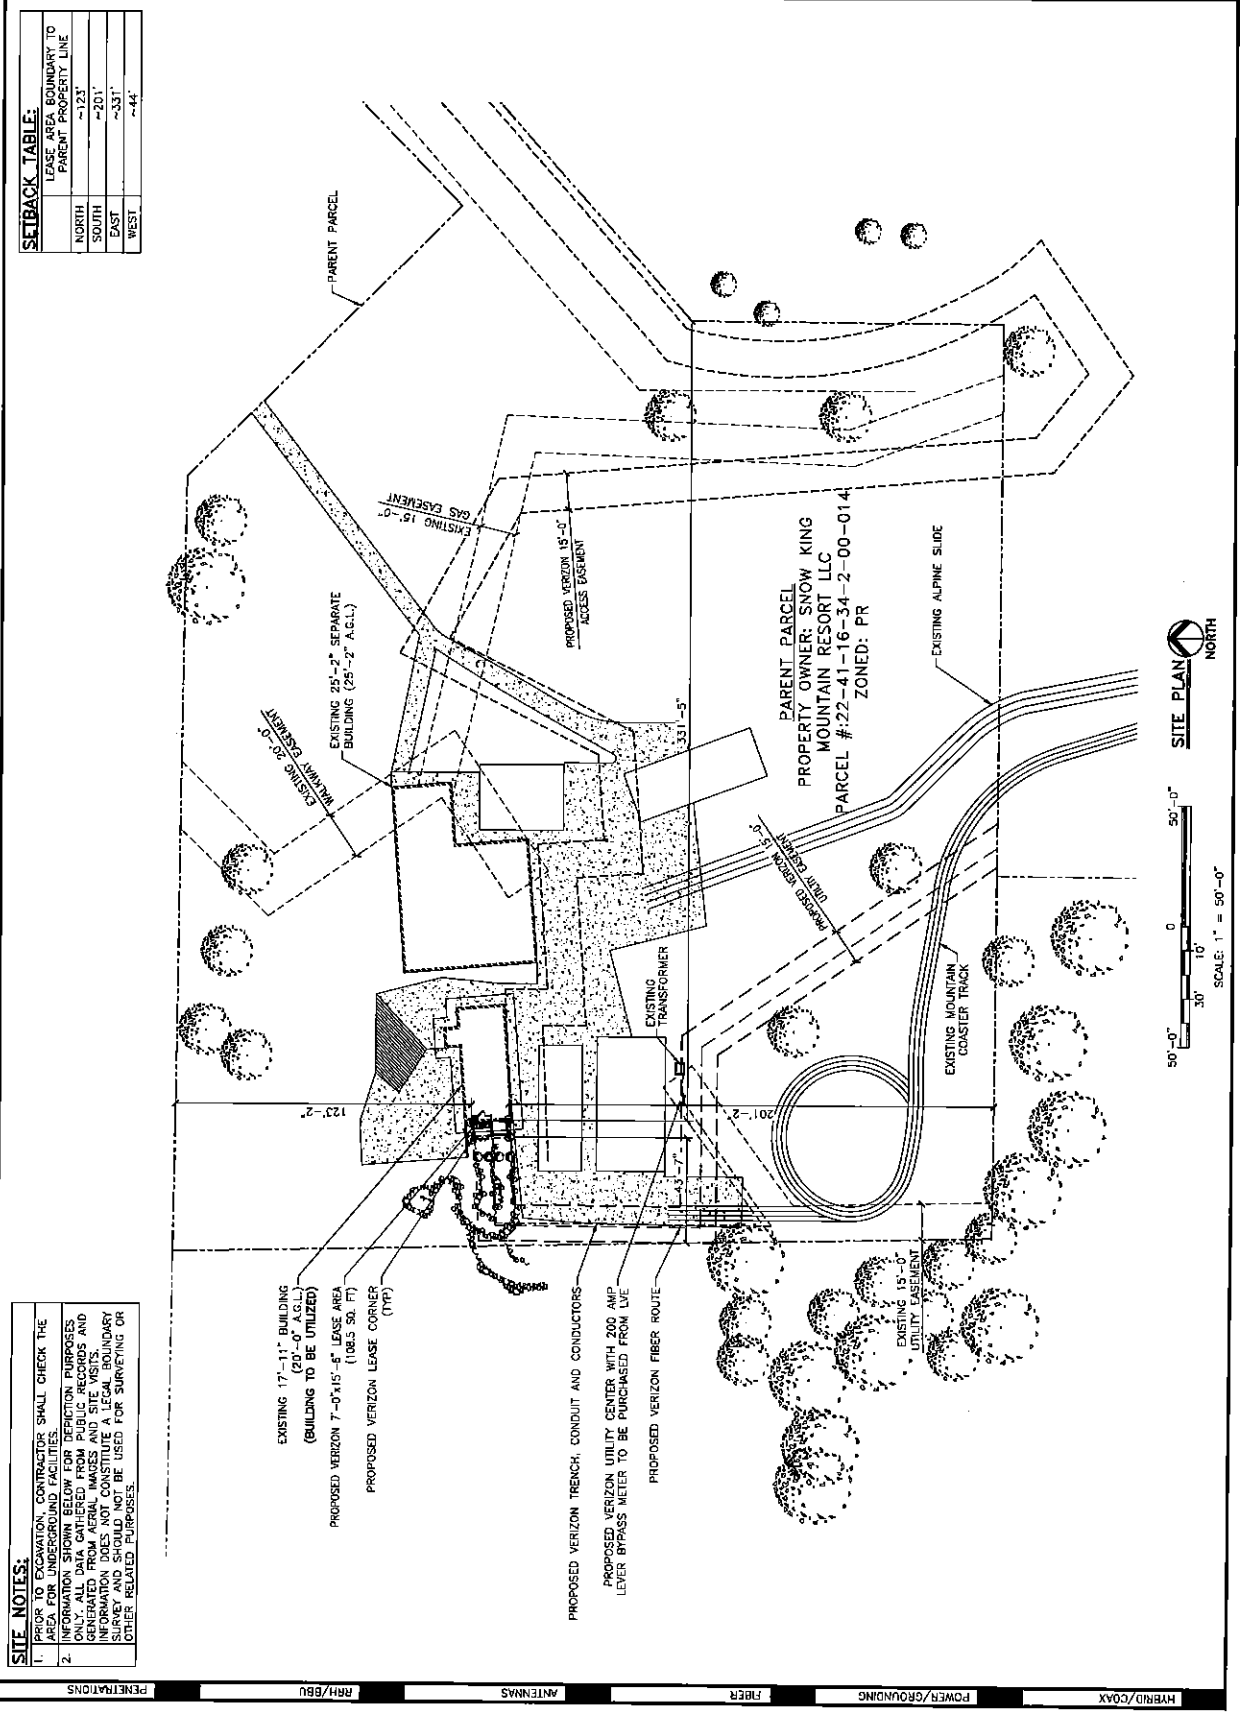 SITE NOTES:
1. PRIOR TO EXCAVATION, CONTRACTOR SHALL CHECK THE
AREA FOR UNDERGROUND FACILITIES.
2. INFORMATION SHOWN BELOW FOR DEPICTION PURPOSES
ONLY. ALL DATA GATHERED FROM PUBLIC RECORDS AND
GENERATED FROM AERIAL IMAGES AND SITE VISITS.
INFORMATION DOES NOT CONSTITUTE A LEGAL BOUNDARY
SURVEY AND SHOULD NOT BE USED FOR SURVEYING OR
OTHER RELATED PURPOSES.
SETBACK TABLE:
LEASE AREA BOUNDARY TO
PARENT PROPERTY LINE
NORTH ~123'
SOUTH ~201'
EAST ~331'
WEST ~44'
PARENT PARCEL
EXISTING 15'-0"
GAS EASEMENT
PROPOSED VERIZON 15'-0"
ACCESS EASEMENT
EXISTING 25'-2" SEPARATE
BUILDING (25'-2" A.G.L.)
EXISTING 20'-0"
WALKWAY EASEMENT
EXISTING 17'-11" BUILDING
(20'-0" A.G.L.)
(BUILDING TO BE UTILIZED)
PROPOSED VERIZON 7'-0"x15'-6" LEASE AREA
(108.5 SQ. FT)
PROPOSED VERIZON LEASE CORNER
(TYP)
123'-2"
331'-5"
201'-2"
43'-7"
EXISTING
TRANSFORMER
PROPOSED VERIZON TRENCH, CONDUIT AND CONDUCTORS
PROPOSED VERIZON UTILITY CENTER WITH 200 AMP
LEVER BYPASS METER TO BE PURCHASED FROM LVE
PROPOSED VERIZON FIBER ROUTE
PROPOSED VERIZON 15'-0"
UTILITY EASEMENT
PARENT PARCEL
PROPERTY OWNER: SNOW KING
MOUNTAIN RESORT LLC
PARCEL #:22-41-16-34-2-00-014
ZONED: PR
EXISTING ALPINE SLIDE
EXISTING MOUNTAIN
COASTER TRACK
EXISTING 15'-0"
UTILITY EASEMENT
50'-0"
30'
10'
0
50'-0"
SCALE: 1" = 50'-0"
SITE PLAN
NORTH
PENETRATIONS
RRH/BBU
ANTENNAS
FIBER
POWER/GROUNDING
HYBRID/COAX